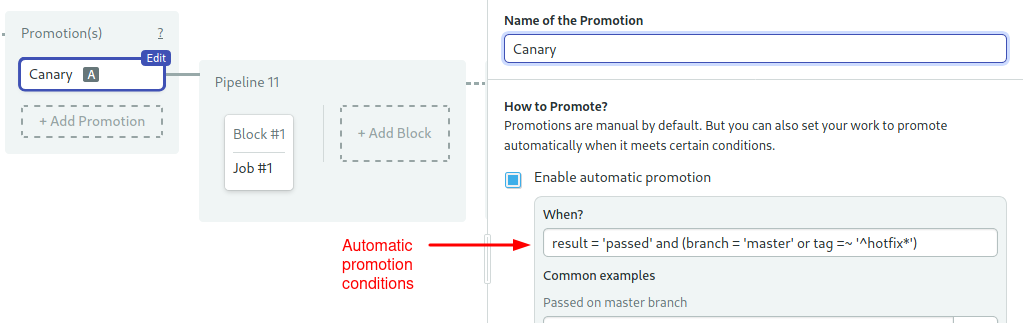 Promotion(s) ?
Edit
Canary A
+ Add Promotion
Pipeline 11
Block #1
Job #1
+ Add Block
Automatic
promotion
conditions
Name of the Promotion
Canary
How to Promote?
Promotions are manual by default. But you can also set your work to promote
automatically when it meets certain conditions.
Enable automatic promotion
When?
result = 'passed' and (branch = 'master' or tag =~ '^hotfix*')
Common examples
Passed on master branch